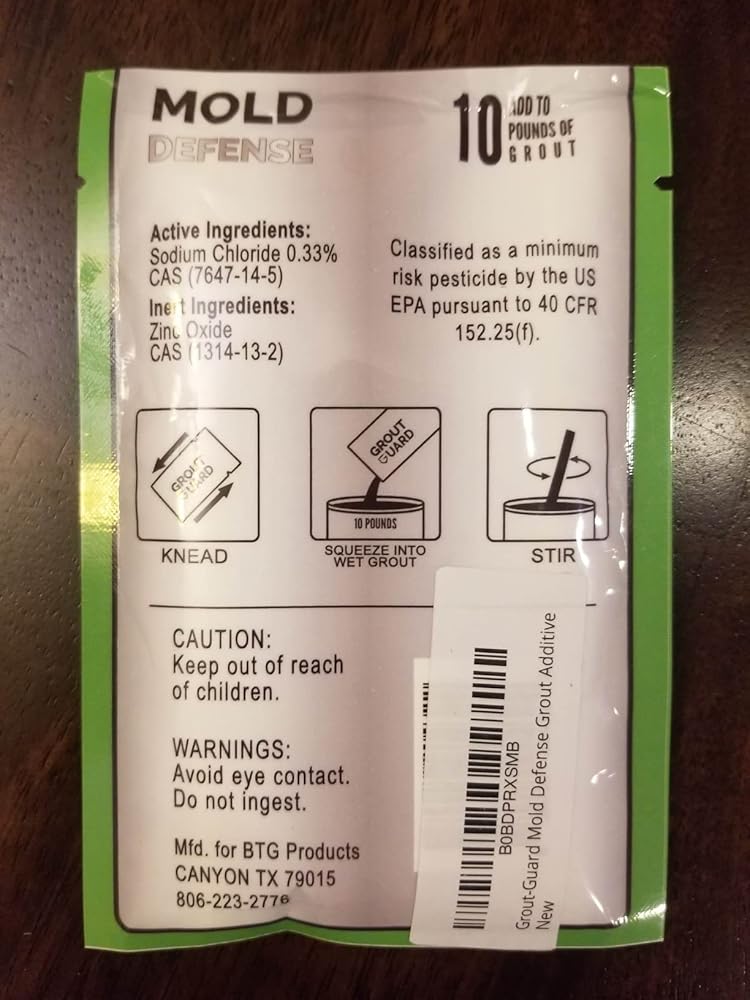 MOLD
DEFENSE
10 ADD TO
POUNDS OF
GROUT
Active Ingredients:
Sodium Chloride 0.33%
CAS (7647-14-5)
Inert Ingredients:
Zinc Oxide
CAS (1314-13-2)
Classified as a minimum
risk pesticide by the US
EPA pursuant to 40 CFR
152.25(f).
GROUT
GUARD
KNEAD
GROUT
GUARD
10 POUNDS
SQUEEZE INTO
WET GROUT
STIR
CAUTION:
Keep out of reach
of children.
WARNINGS:
Avoid eye contact.
Do not ingest.
Mfd. for BTG Products
CANYON TX 79015
806-223-2776
B0BDPRXSMB
Grout-Guard Mold Defense Grout Additive
New